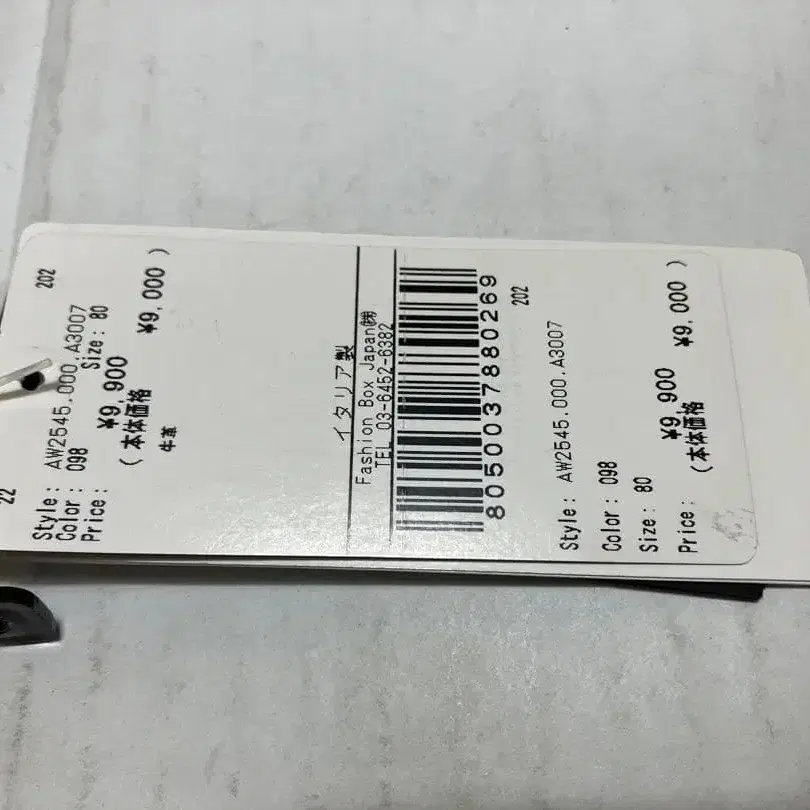 22
202
Style: AW2545.000.A3007
Color: 098 Size: 80
Price: ¥9,900
(本体価格 ¥9,000 )
牛革
イタリア製
Fashion Box Japan㈱
TEL 03-6452-6382
8050037880269
202
Style: AW2545.000.A3007
Color: 098
Size: 80
Price: ¥9,900
(本体価格 ¥9,000 )